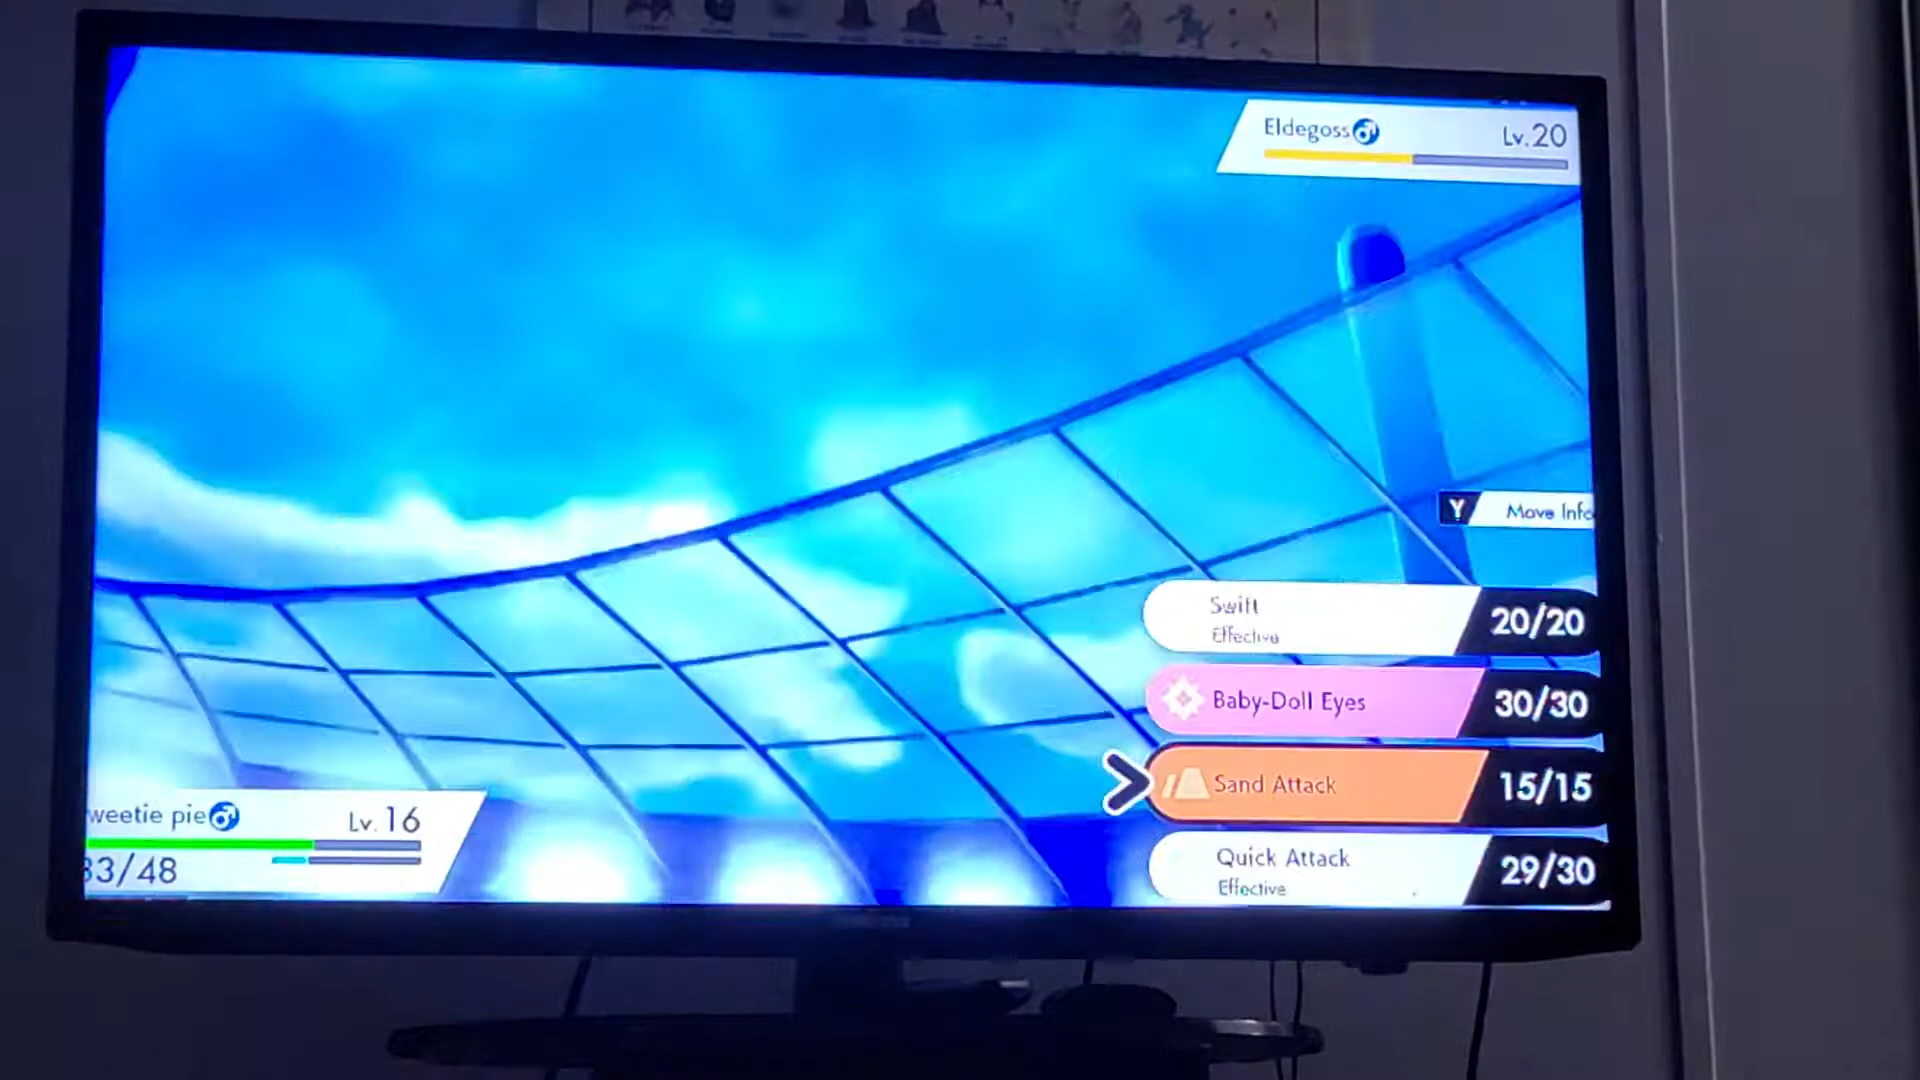 Eldegoss Lv.20
Y Move Info
Swift 20/20
Effective
Baby-Doll Eyes 30/30
Sand Attack 15/15
Quick Attack 29/30
Effective
weetie pie Lv.16
33/48